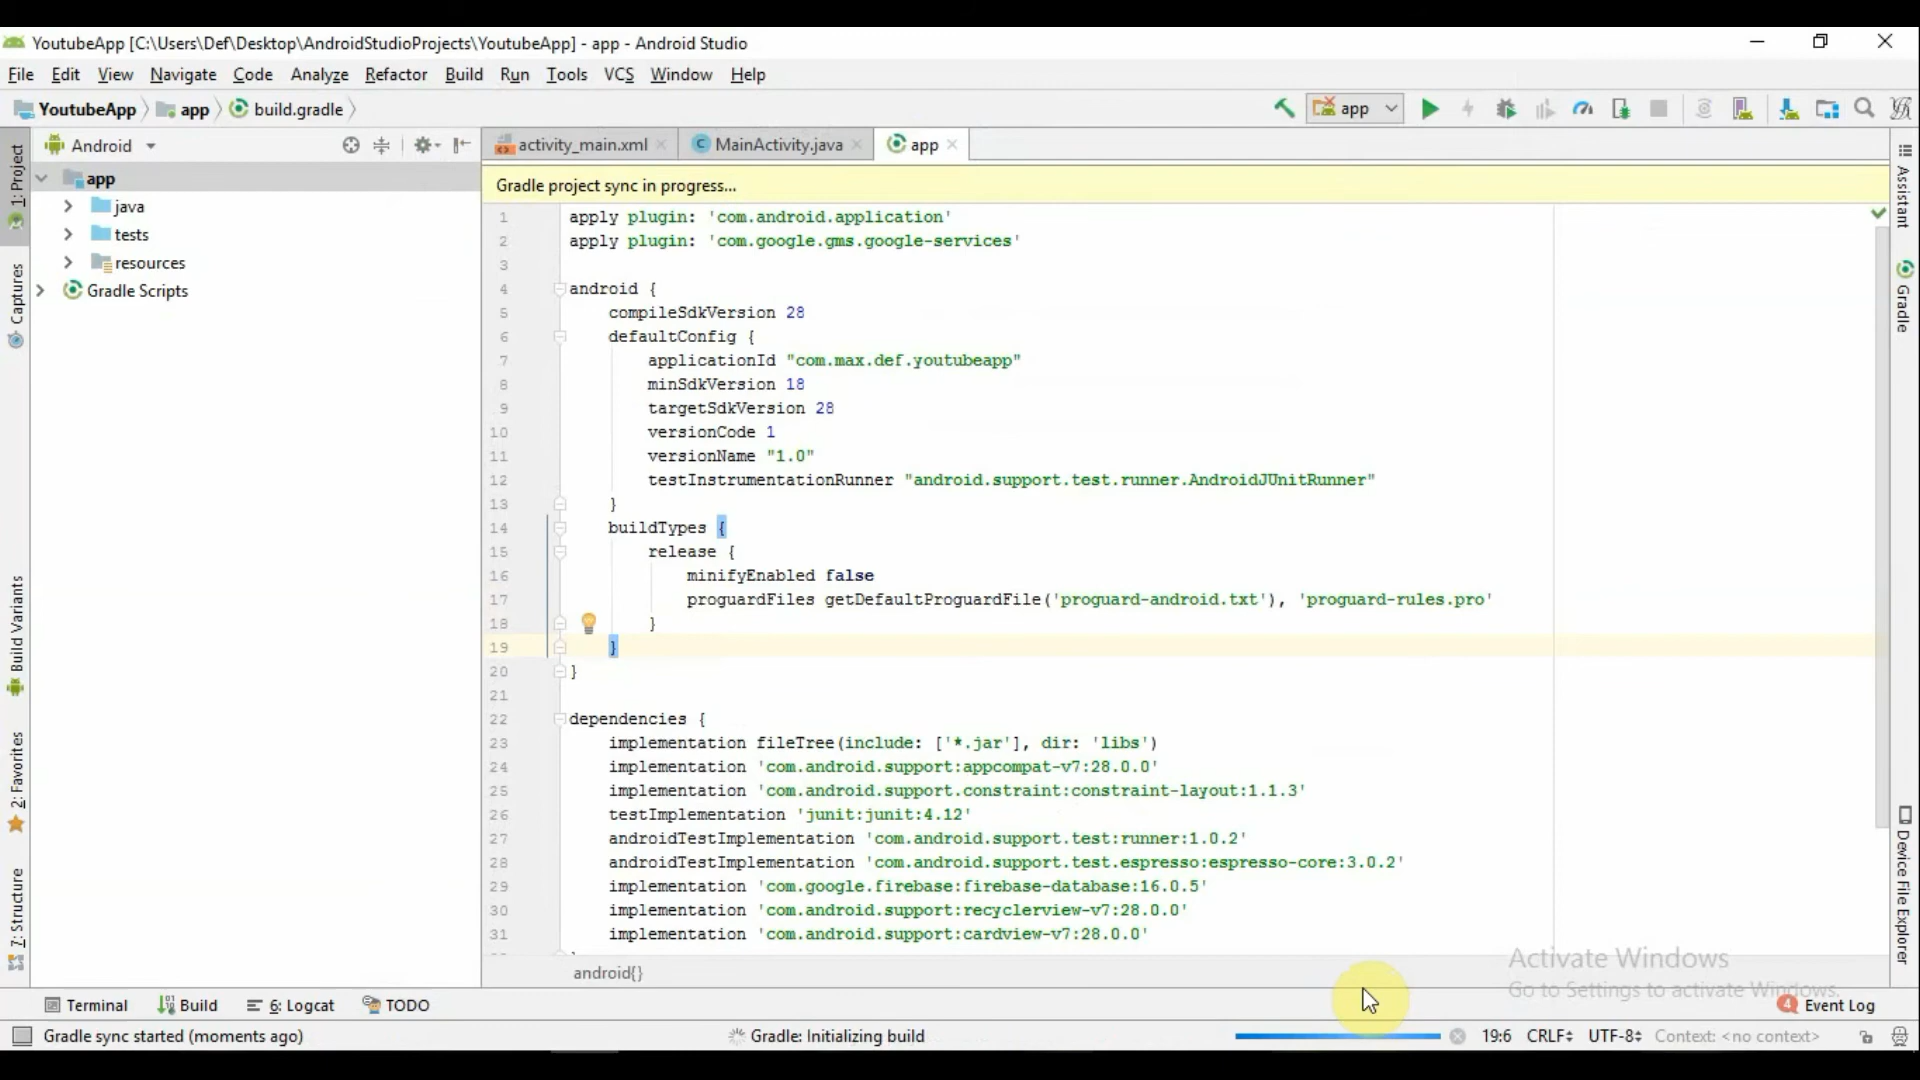 YoutubeApp [C:\Users\Def\Desktop\AndroidStudioProjects\YoutubeApp] - app - Android Studio
File Edit View Navigate Code Analyze Refactor Build Run Tools VCS Window Help
YoutubeApp app build.gradle app
Android activity_main.xml MainActivity.java app
1: Project
Captures
Build Variants
2: Favorites
7: Structure
app
java
tests
resources
Gradle Scripts
Gradle project sync in progress...
1 apply plugin: 'com.android.application'
2 apply plugin: 'com.google.gms.google-services'
3
4 android {
5 compileSdkVersion 28
6 defaultConfig {
7 applicationId "com.max.def.youtubeapp"
8 minSdkVersion 18
9 targetSdkVersion 28
10 versionCode 1
11 versionName "1.0"
12 testInstrumentationRunner "android.support.test.runner.AndroidJUnitRunner"
13 }
14 buildTypes {
15 release {
16 minifyEnabled false
17 proguardFiles getDefaultProguardFile('proguard-android.txt'), 'proguard-rules.pro'
18 }
19 }
20 }
21
22 dependencies {
23 implementation fileTree(include: ['*.jar'], dir: 'libs')
24 implementation 'com.android.support:appcompat-v7:28.0.0'
25 implementation 'com.android.support.constraint:constraint-layout:1.1.3'
26 testImplementation 'junit:junit:4.12'
27 androidTestImplementation 'com.android.support.test:runner:1.0.2'
28 androidTestImplementation 'com.android.support.test.espresso:espresso-core:3.0.2'
29 implementation 'com.google.firebase:firebase-database:16.0.5'
30 implementation 'com.android.support:recyclerview-v7:28.0.0'
31 implementation 'com.android.support:cardview-v7:28.0.0'
android{}
Assistant
Gradle
Device File Explorer
Activate Windows
Go to Settings to activate Windows.
Terminal Build 6: Logcat TODO 4 Event Log
Gradle sync started (moments ago) Gradle: Initializing build 19:6 CRLF UTF-8 Context: <no context>